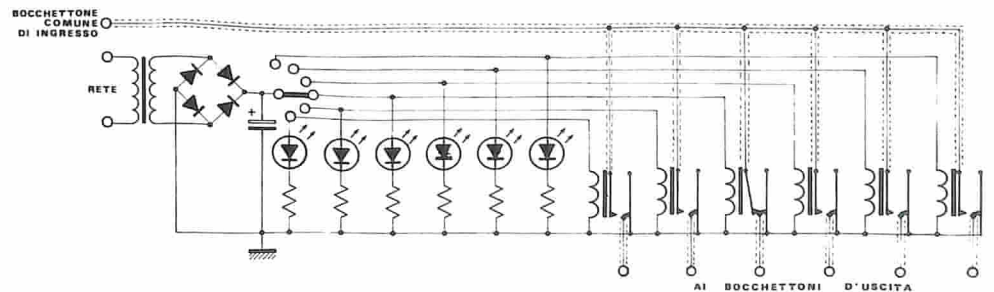 BOCCHETTONE
COMUNE
DI INGRESSO
RETE
+
AI BOCCHETTONI D'USCITA